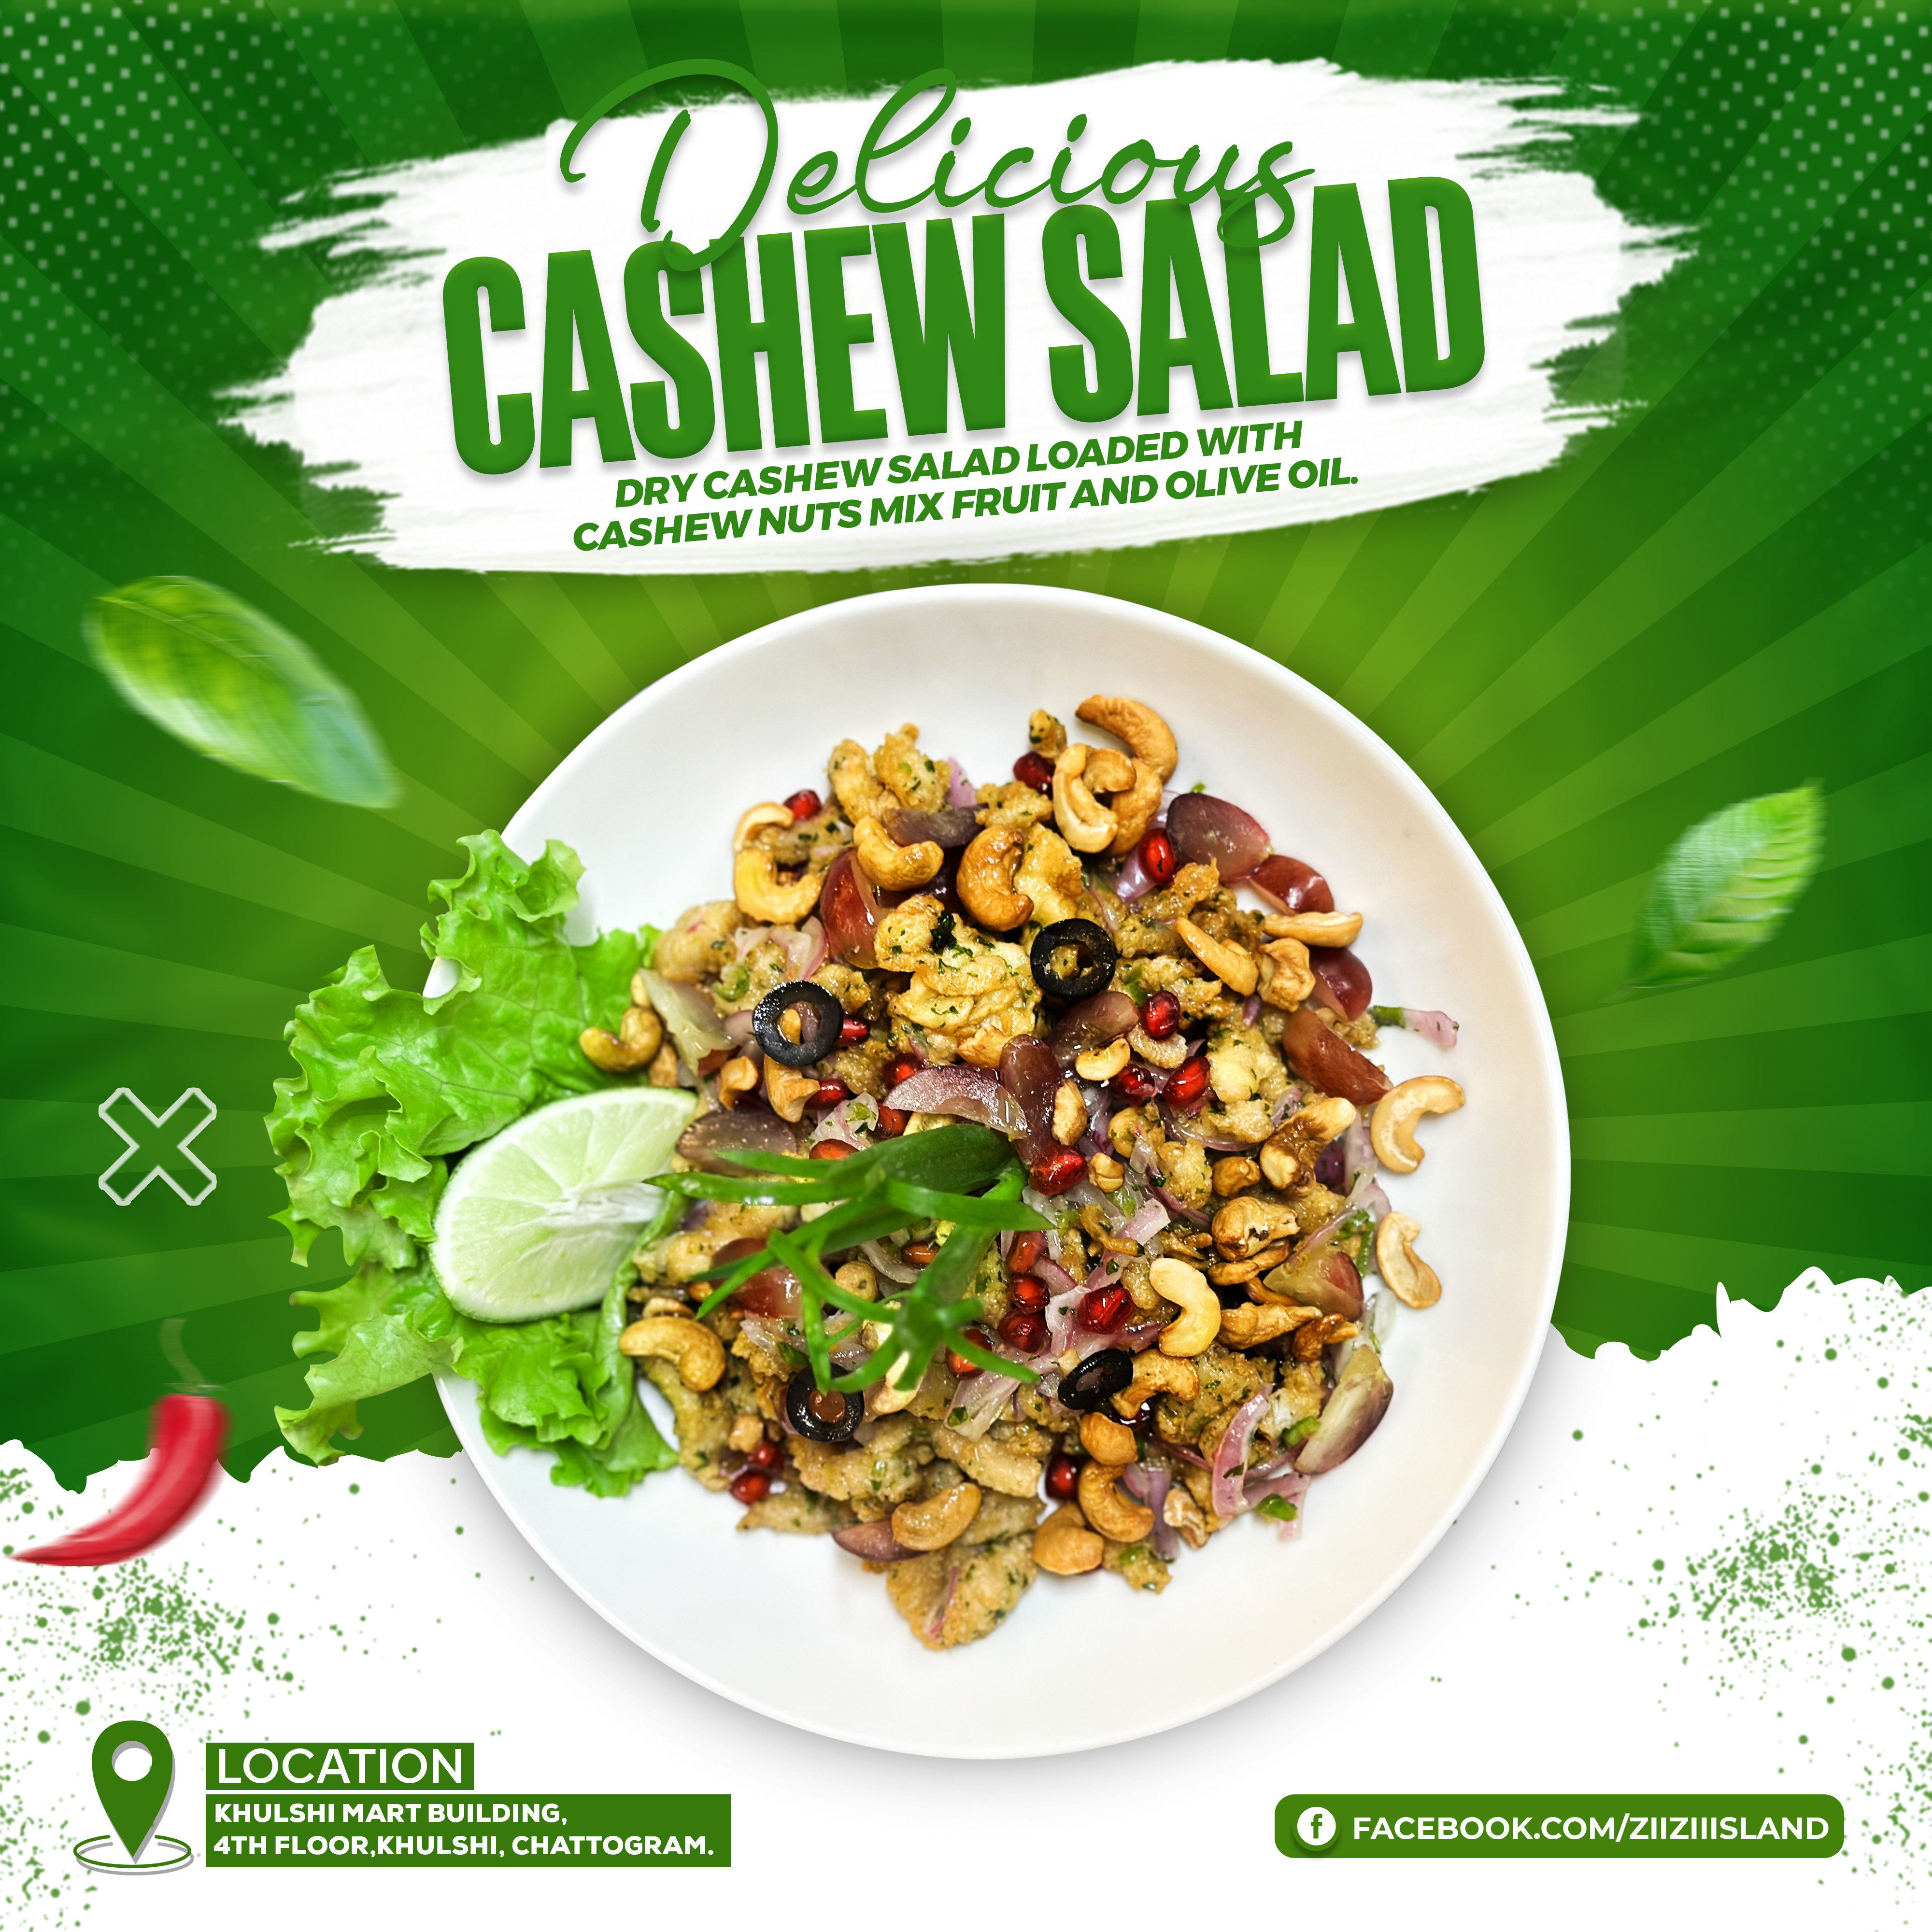 Delicious
CASHEW SALAD
DRY CASHEW SALAD LOADED WITH
CASHEW NUTS MIX FRUIT AND OLIVE OIL.
LOCATION
KHULSHI MART BUILDING,
4TH FLOOR,KHULSHI, CHATTOGRAM.
FACEBOOK.COM/ZIIZIIISLAND